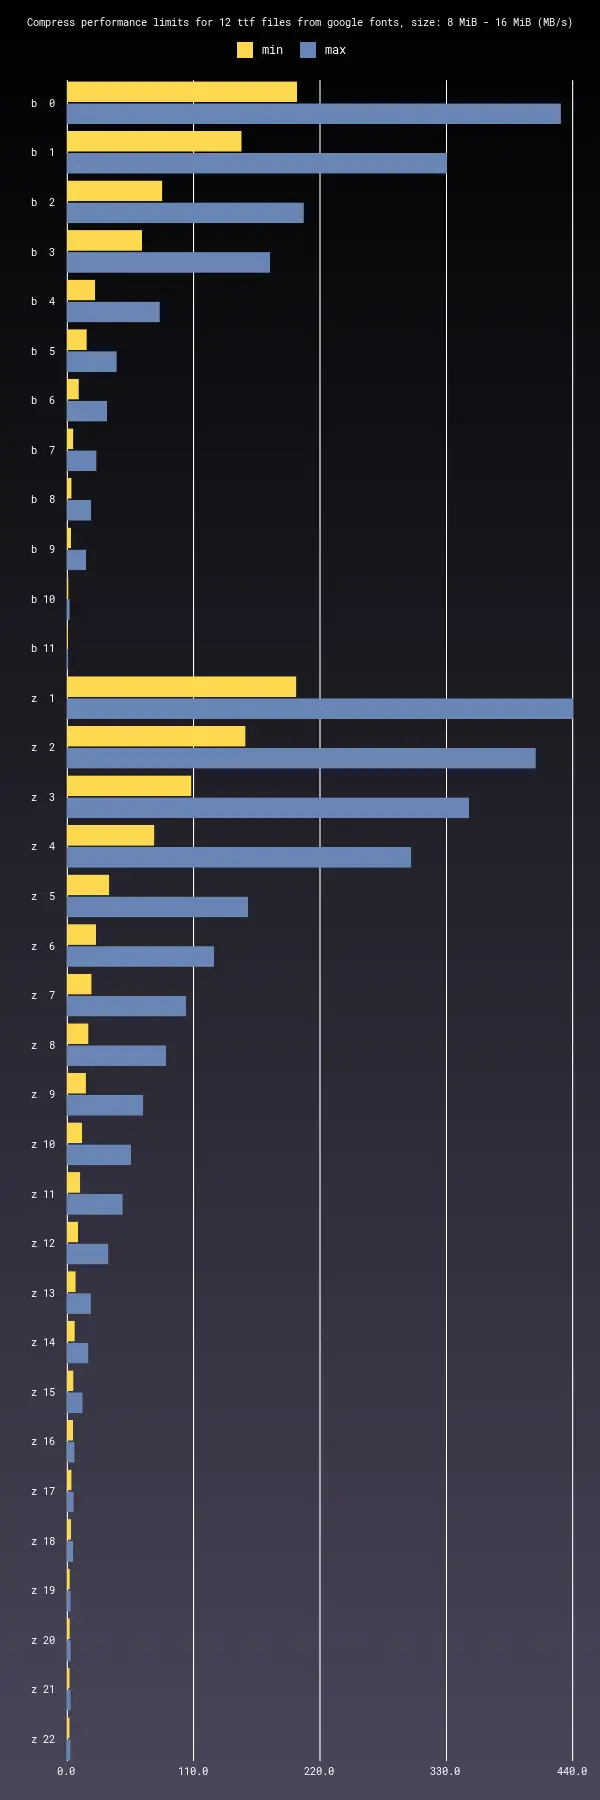 Compress performance limits for 12 ttf files from google fonts, size: 8 MiB - 16 MiB (MB/s)
min max
b 0
b 1
b 2
b 3
b 4
b 5
b 6
b 7
b 8
b 9
b 10
b 11
z 1
z 2
z 3
z 4
z 5
z 6
z 7
z 8
z 9
z 10
z 11
z 12
z 13
z 14
z 15
z 16
z 17
z 18
z 19
z 20
z 21
z 22
0.0 110.0 220.0 330.0 440.0